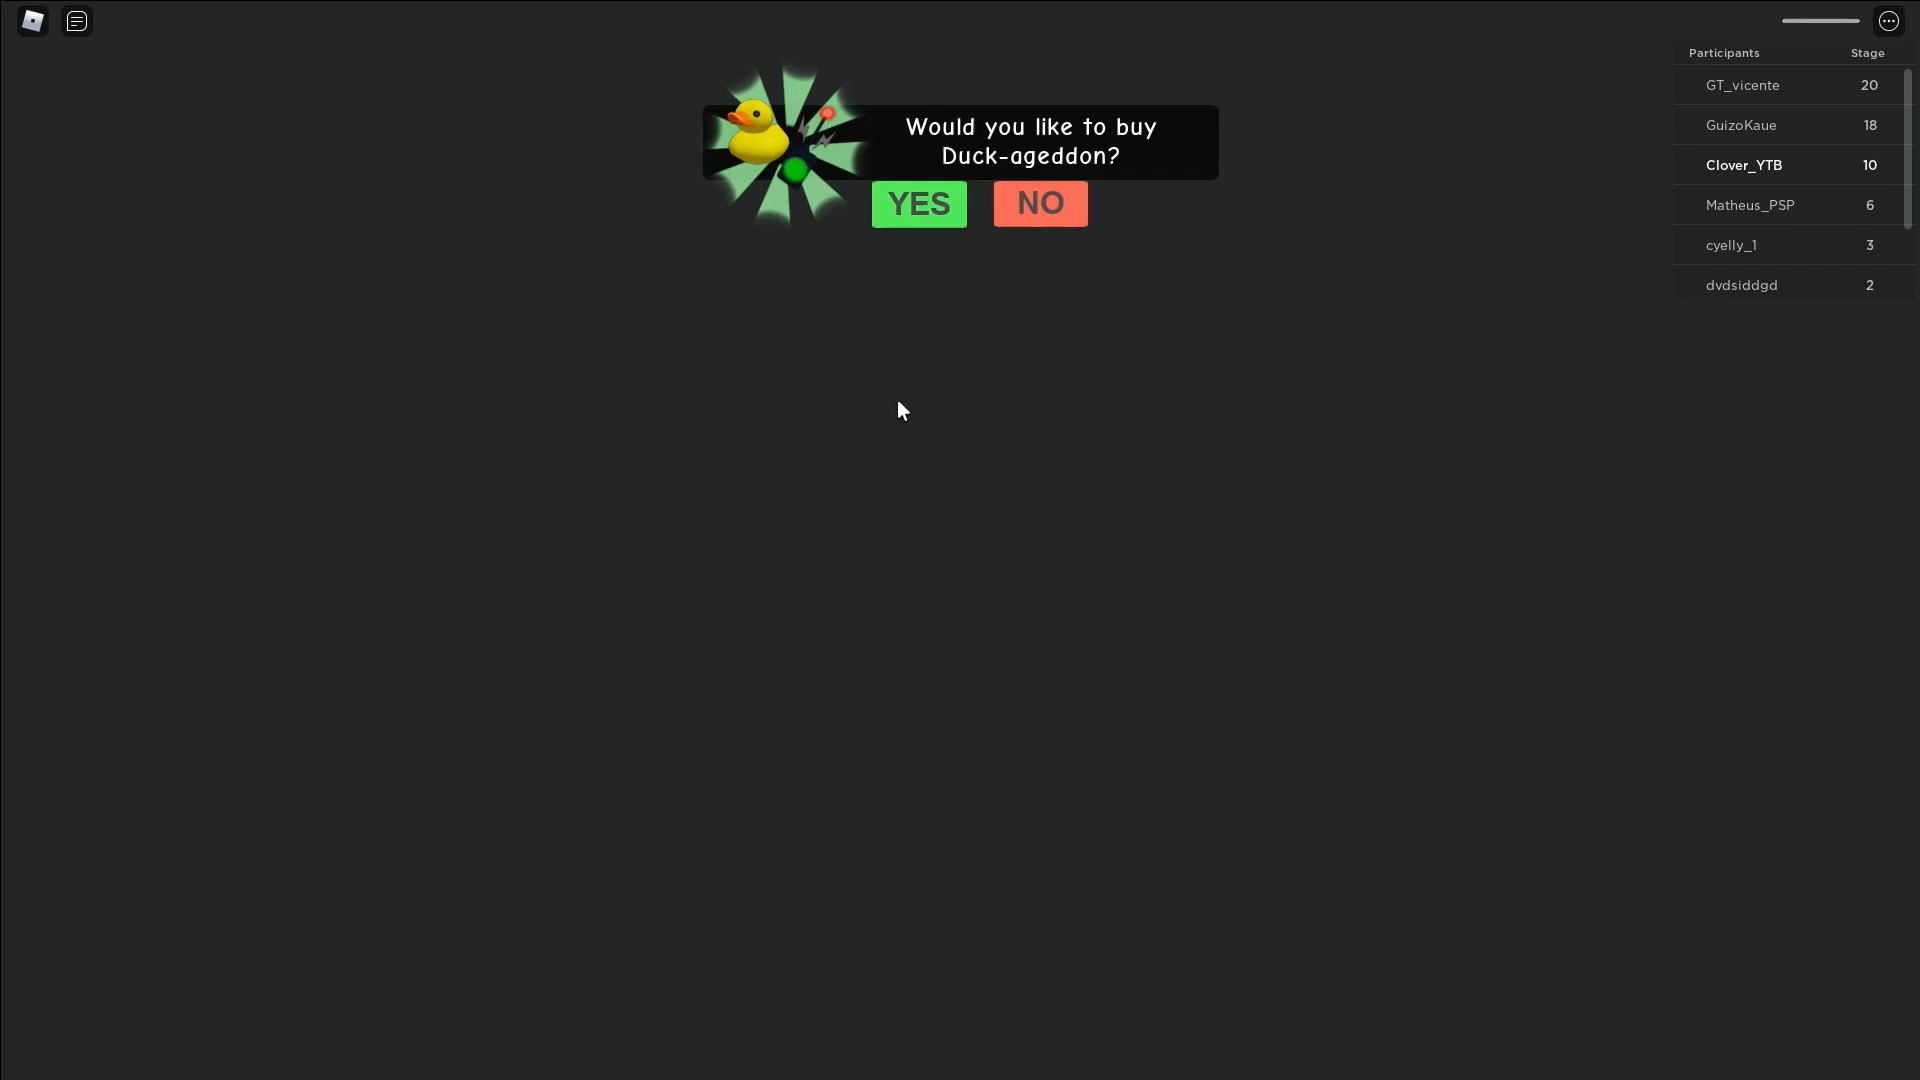 Participants Stage
GT_vicente 20
Would you like to buy
Duck-ageddon?
GuizoKaue 18
Clover_YTB 10
YES NO
Matheus_PSP 6
cyelly_1 3
dvdsiddgd 2